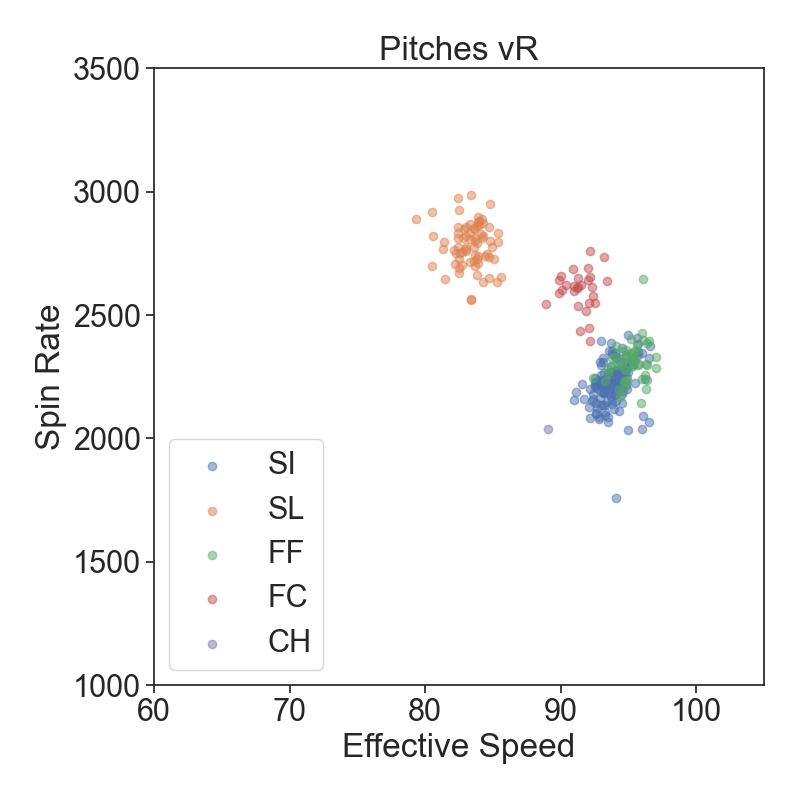 Pitches vR
3500
3000
2500
2000
1500
1000
Spin Rate
SI
SL
FF
FC
CH
60 70 80 90 100
Effective Speed